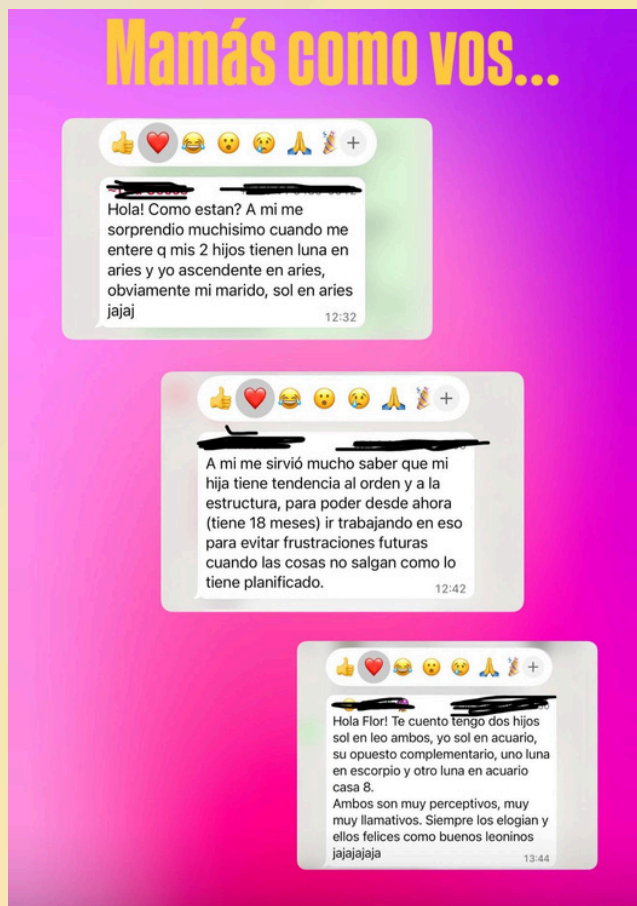 Mamás como vos...
Hola! Como estan? A mi me
sorprendio muchisimo cuando me
entere q mis 2 hijos tienen luna en
aries y yo ascendente en aries,
obviamente mi marido, sol en aries
jajaj
12:32
A mi me sirvió mucho saber que mi
hija tiene tendencia al orden y a la
estructura, para poder desde ahora
(tiene 18 meses) ir trabajando en eso
para evitar frustraciones futuras
cuando las cosas no salgan como lo
tiene planificado.
12:42
Hola Flor! Te cuento tengo dos hijos
sol en leo ambos, yo sol en acuario,
su opuesto complementario, uno luna
en escorpio y otro luna en acuario
casa 8.
Ambos son muy perceptivos, muy
muy llamativos. Siempre los elogian y
ellos felices como buenos leoninos
jajajajaja
13:44